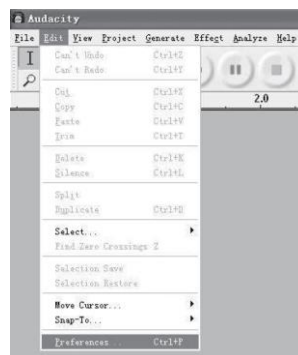 Audacity
File Edit View Project Generate Effect Analyze Help
Can't Undo Ctrl+Z
Can't Redo Ctrl+Y
2.0
Cut Ctrl+X
Copy Ctrl+C
Paste Ctrl+V
Trim Ctrl+T
Delete Ctrl+K
Silence Ctrl+L
Split
Duplicate Ctrl+D
Select...
Find Zero Crossings Z
Selection Save
Selection Restore
Move Cursor...
Snap-To...
Preferences... Ctrl+P